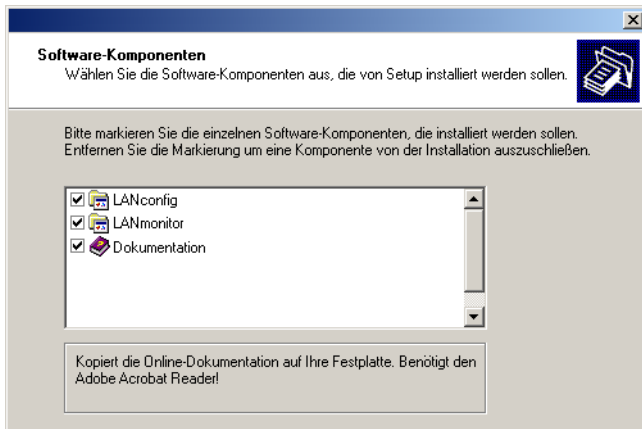 Software-Komponenten
Wählen Sie die Software-Komponenten aus, die von Setup installiert werden sollen.
Bitte markieren Sie die einzelnen Software-Komponenten, die installiert werden sollen.
Entfernen Sie die Markierung um eine Komponente von der Installation auszuschließen.
LANconfig
LANmonitor
Dokumentation
Kopiert die Online-Dokumentation auf Ihre Festplatte. Benötigt den
Adobe Acrobat Reader!